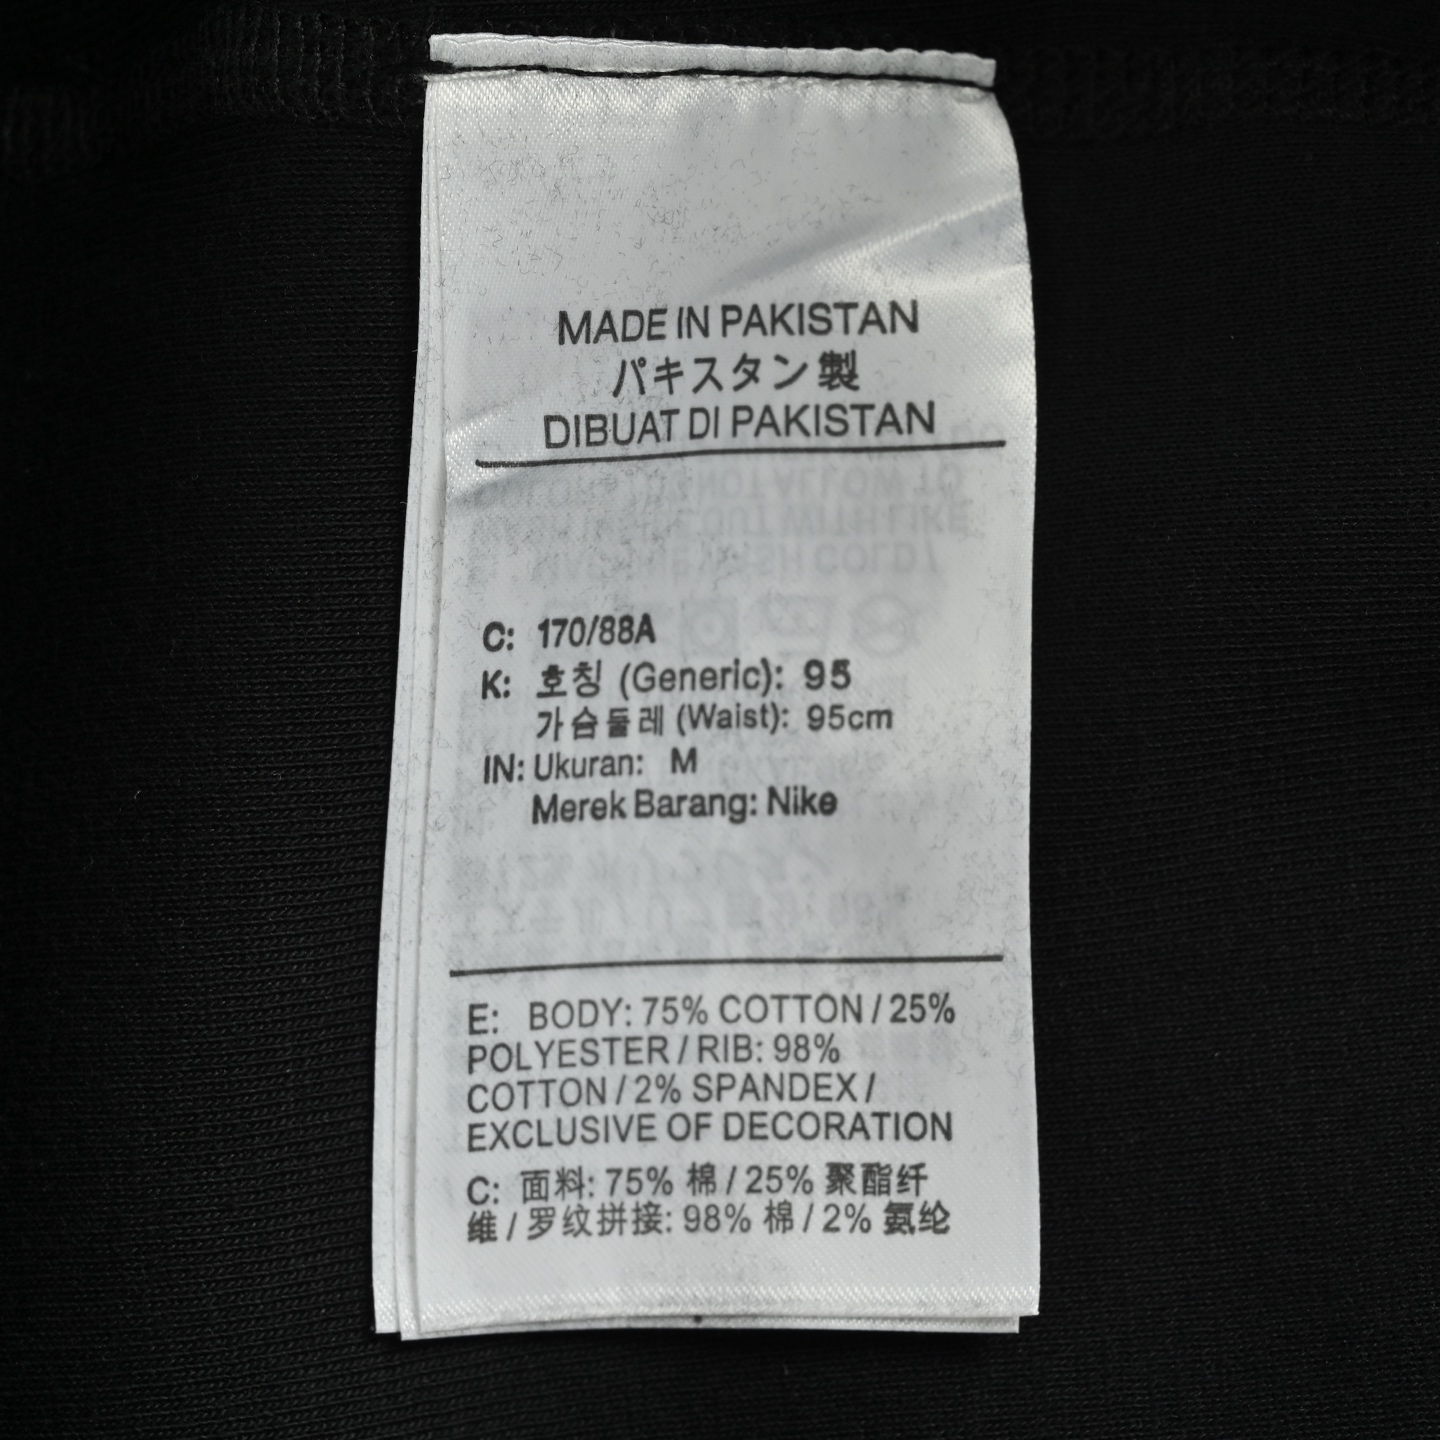 MADE IN PAKISTAN
パキスタン製
DIBUAT DI PAKISTAN
C: 170/88A
K: 호칭 (Generic): 95
가슴둘레 (Waist): 95cm
IN: Ukuran: M
Merek Barang: Nike
E: BODY: 75% COTTON / 25%
POLYESTER / RIB: 98%
COTTON / 2% SPANDEX /
EXCLUSIVE OF DECORATION
C: 面料: 75% 棉 / 25% 聚酯纤
维 / 罗纹拼接: 98% 棉 / 2% 氨纶